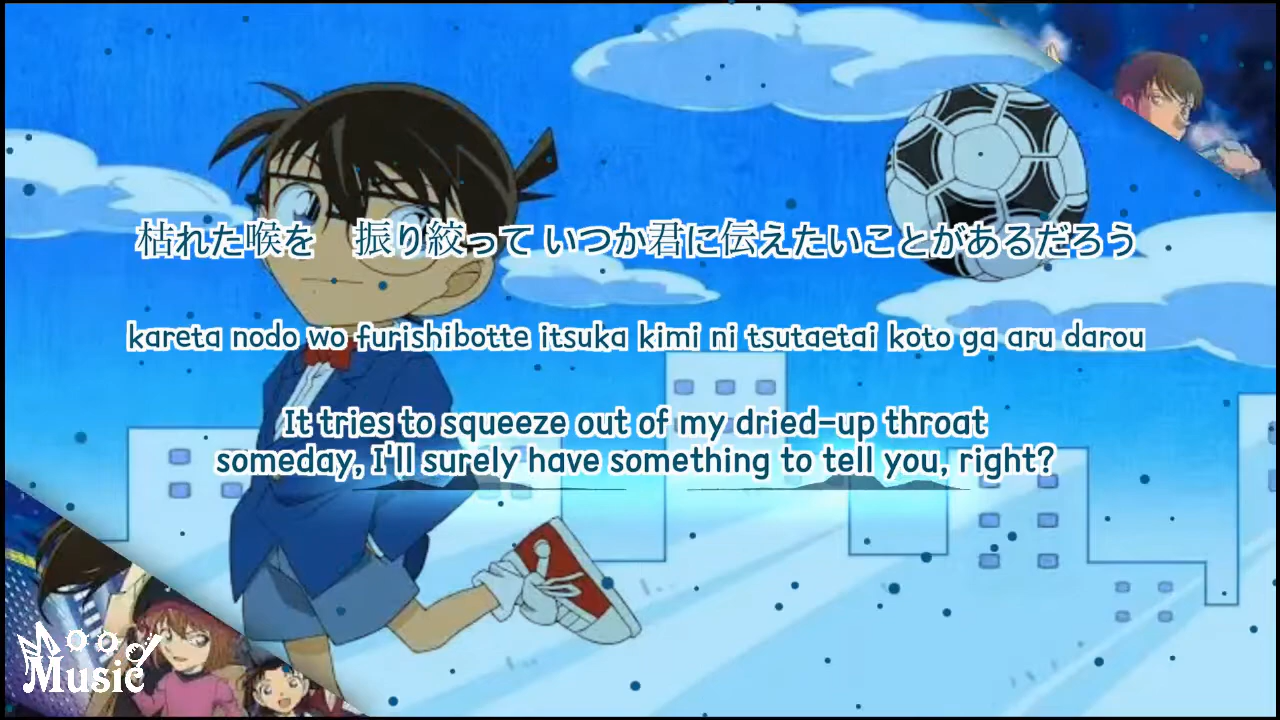 枯れた喉を　振り絞って いつか君に伝えたいことがあるだろう
kareta nodo wo furishibotte itsuka kimi ni tsutaetai koto ga aru darou
It tries to squeeze out of my dried-up throat
someday, I'll surely have something to tell you, right?
Music